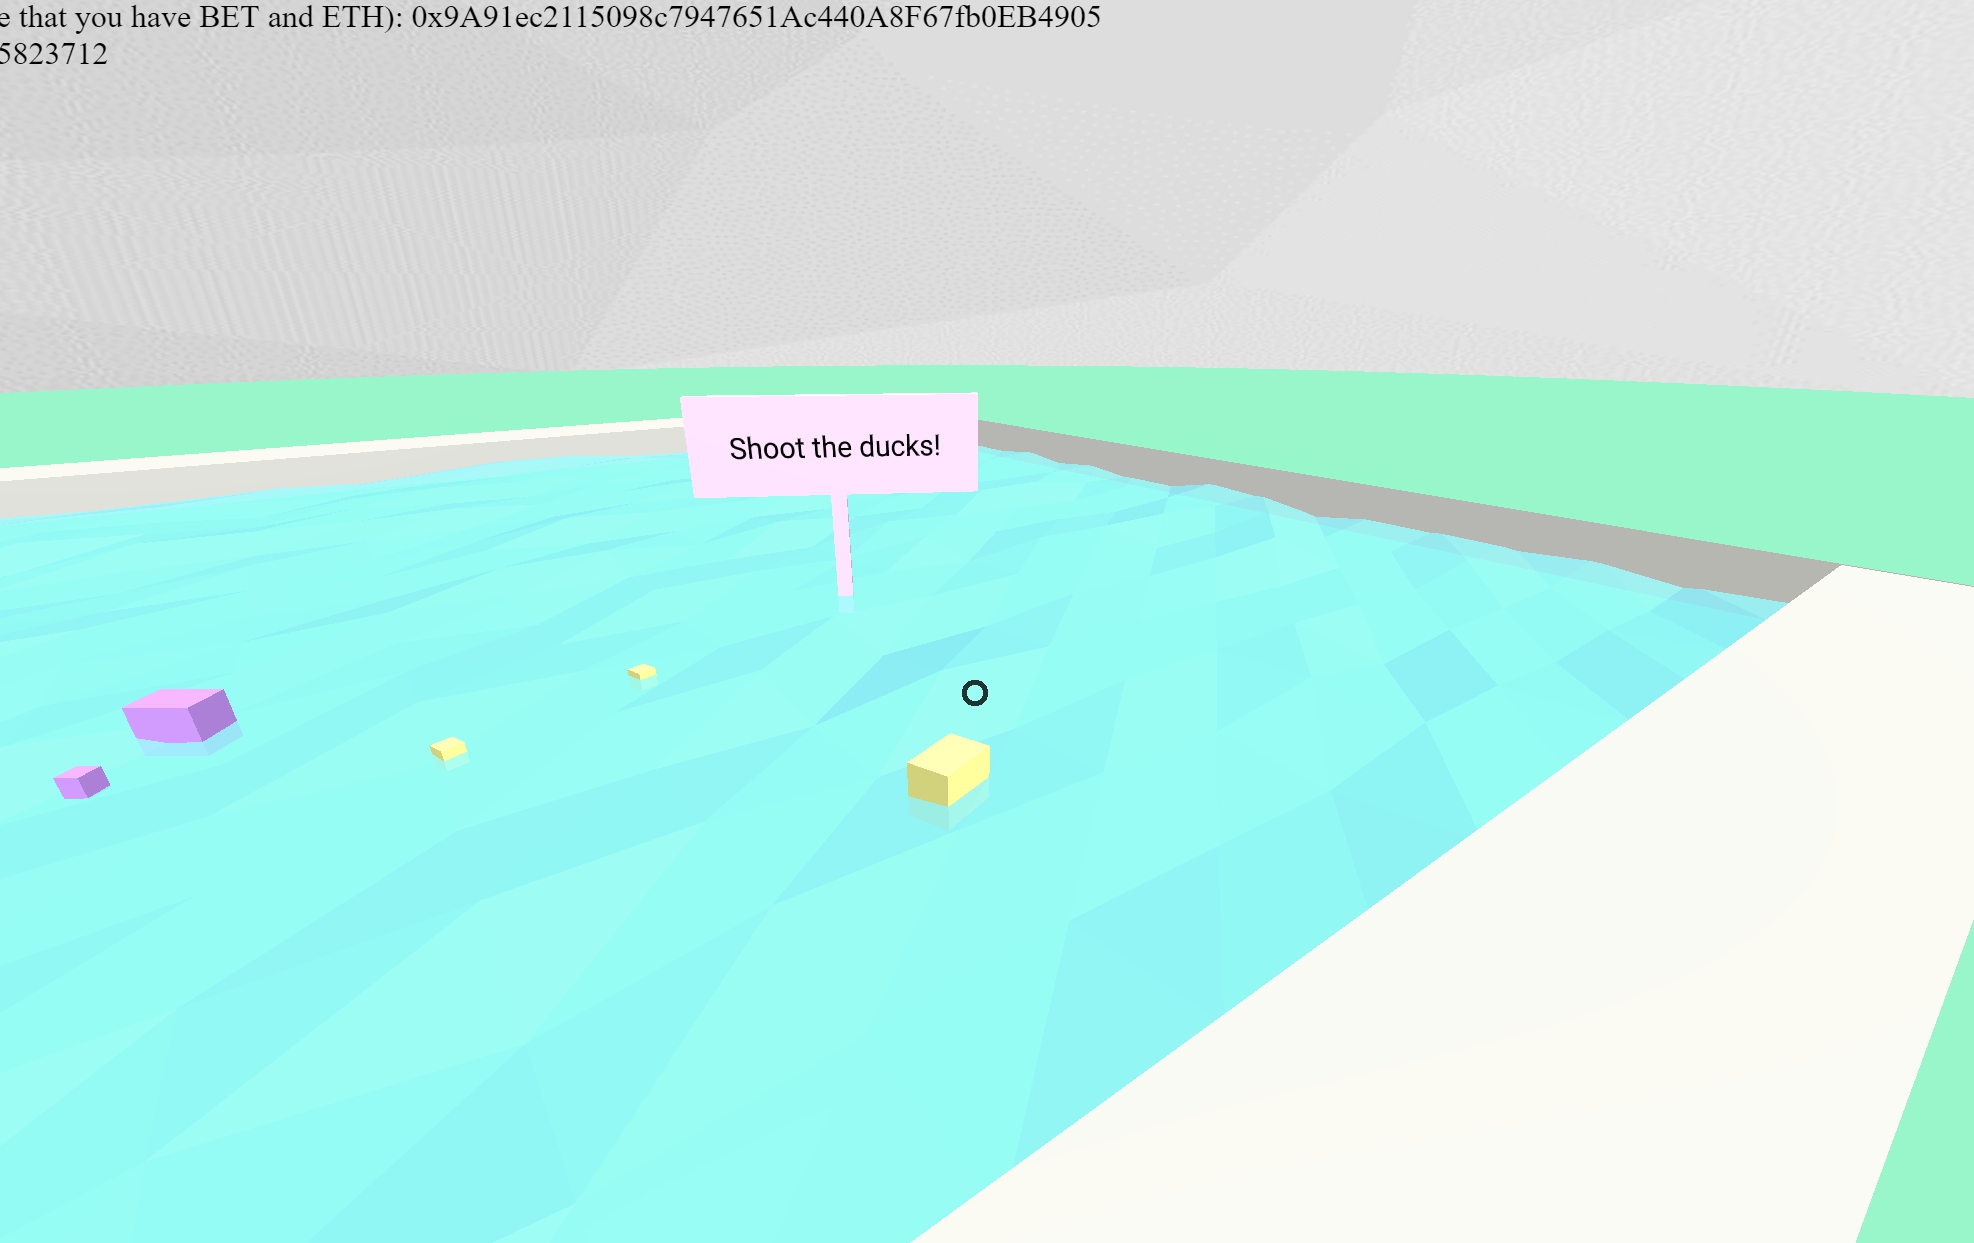 e that you have BET and ETH): 0x9A91ec2115098c7947651Ac440A8F67fb0EB4905
5823712
Shoot the ducks!